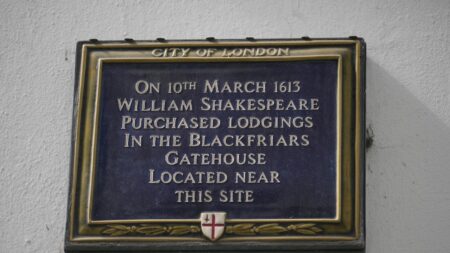 CITY OF LONDON
ON 10TH MARCH 1613
WILLIAM SHAKESPEARE
PURCHASED LODGINGS
IN THE BLACKFRIARS
GATEHOUSE
LOCATED NEAR
THIS SITE